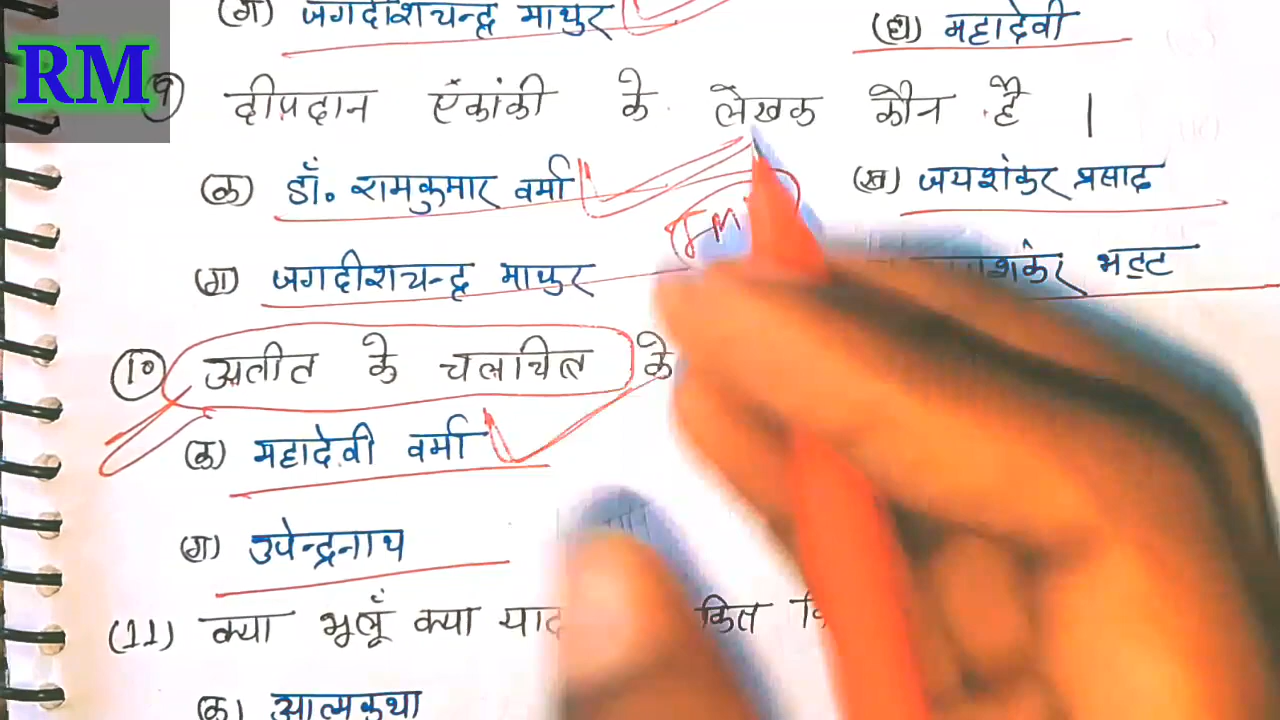 (ग) जगदीशचन्द्र माथुर (घ) महादेवी
RM
9 दीपदान एंकांकी के लेखक कौन है |
(क) डॉ. रामकुमार वर्मा (ख) जयशंकर प्रसाद
(ग) जगदीशचन्द्र माथुर भट्ट
10 अतीत के चलचित्र के
(क) महादेवी वर्मा
(ग) उपेन्द्रनाथ
(11) क्या भूलूँ क्या याद
(क) आत्मकथा